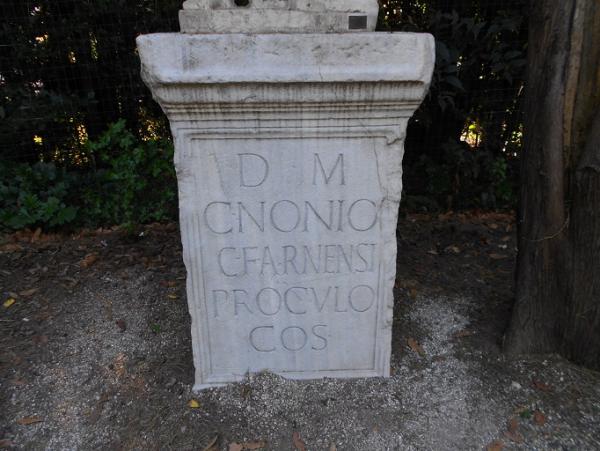 D M
C·NONIO
C·F·ARNENSI
PROCVLO
COS·